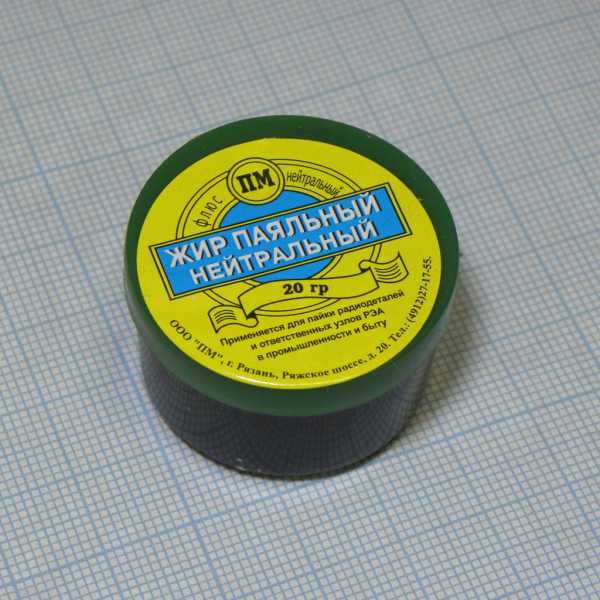 флюс ПМ нейтральный
ЖИР ПАЯЛЬНЫЙ
НЕЙТРАЛЬНЫЙ
20 гр
Применяется для пайки радиодеталей
и ответственных узлов РЭА
в промышленности и быту
ООО "ПМ", г. Рязань, Ряжское шоссе, д. 20. Тел.: (4912)27-17-55.